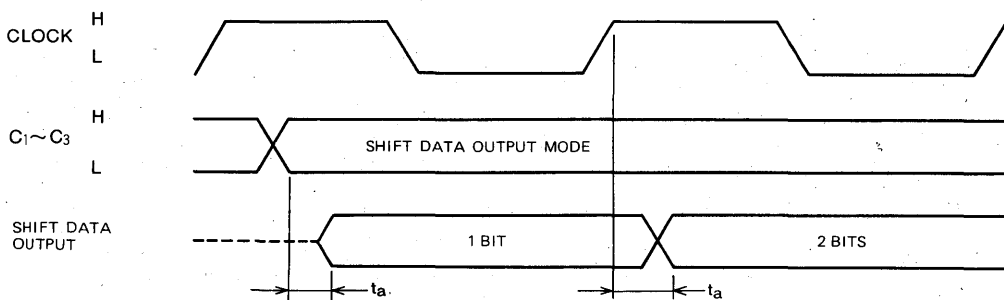 CLOCK H
L
C₁~C₃ H
SHIFT DATA OUTPUT MODE
L
SHIFT DATA
OUTPUT
1 BIT 2 BITS
tₐ. tₐ